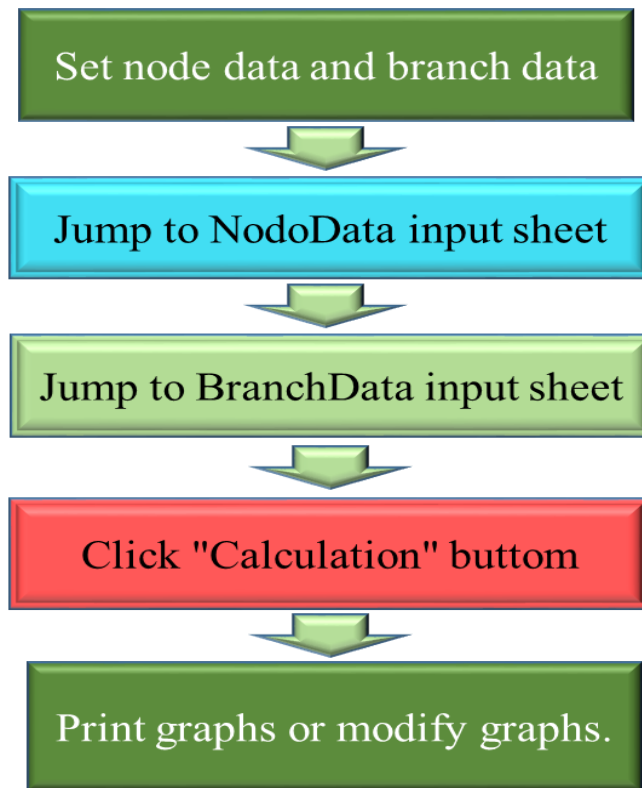 Set node data and branch data
Jump to NodoData input sheet
Jump to BranchData input sheet
Click "Calculation" buttom
Print graphs or modify graphs.